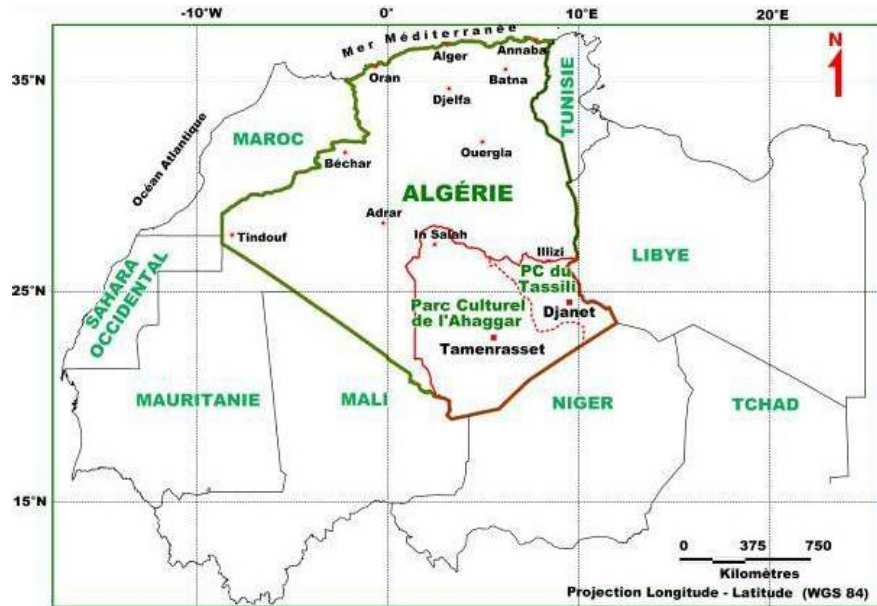 Mer Méditerranée
Annaba
Alger
Oran
Batna
35°N
Djelfa
TUNISIE
N
MAROC
Océan Atlantique
Béchar
Ouergla
ALGÉRIE
Adrar
In Salah
Illizi
Tindouf
LIBYE
SAHARA
OCCIDENTAL
PC du
Tassili
25°N
Parc Culturel
de l'Ahaggar
Djanet
Tamenrasset
MAURITANIE
MALI
NIGER
TCHAD
15°N
0 375 750
Kilomètres
Projection Longitude - Latitude (WGS 84)
-10°W
0°
10°E
20°E